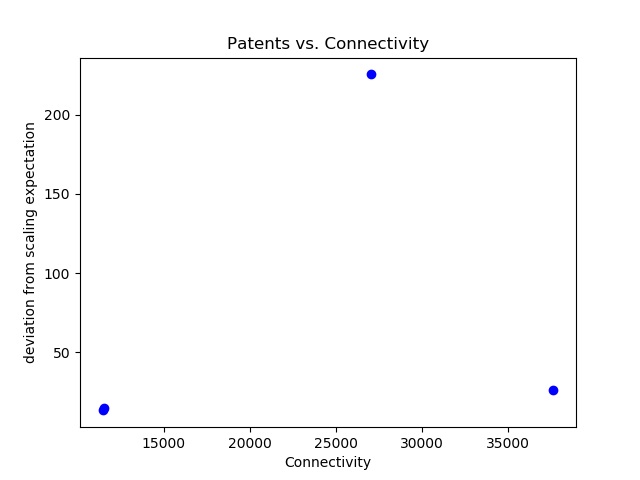 Patents vs. Connectivity
200
150
100
50
deviation from scaling expectation
15000 20000 25000 30000 35000
Connectivity